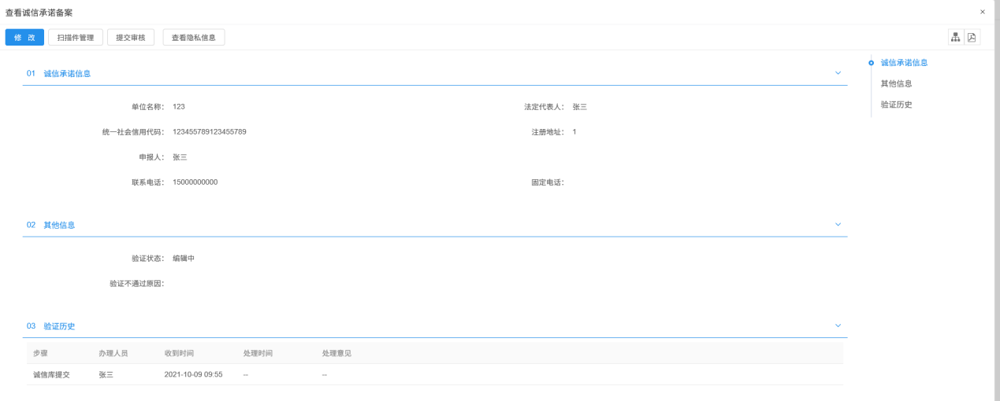 查看诚信承诺备案 ×
修 改 扫描件管理 提交审核 查看隐私信息
01 诚信承诺信息
诚信承诺信息
其他信息
验证历史
单位名称： 123 法定代表人： 张三
统一社会信用代码： 123455789123455789 注册地址： 1
申报人： 张三
联系电话： 15000000000 固定电话：
02 其他信息
验证状态： 编辑中
验证不通过原因：
03 验证历史
步骤 办理人员 收到时间 处理时间 处理意见
诚信库提交 张三 2021-10-09 09:55 -- --